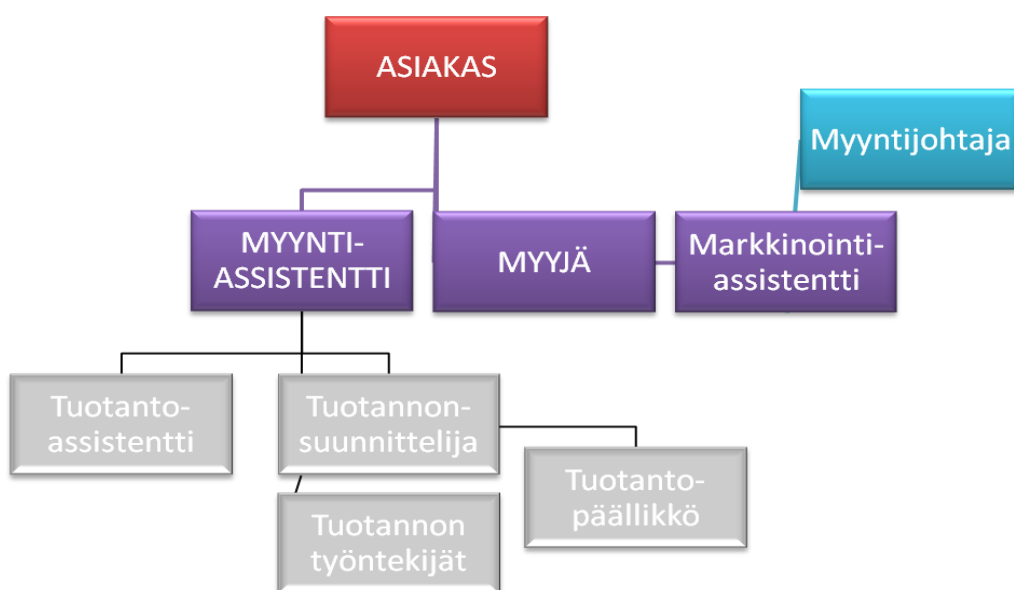 ASIAKAS
Myyntijohtaja
MYYNTI-
ASSISTENTTI
MYYJÄ
Markkinointi-
assistentti
Tuotanto-
assistentti
Tuotannon-
suunnittelija
Tuotanto-
päällikkö
Tuotannon
työntekijät